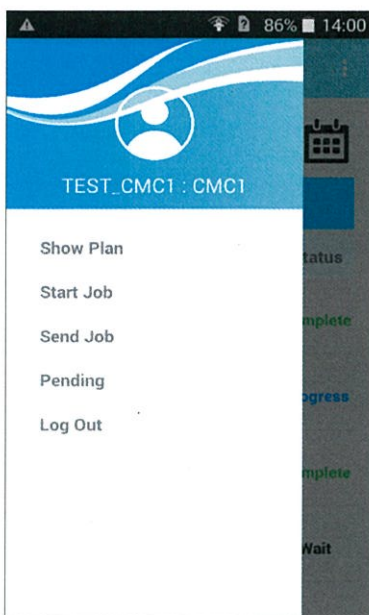 86% 14:00
TEST_CMC1 : CMC1
Show Plan
tatus
Start Job
mplete
Send Job
Pending
ogress
Log Out
mplete
Wait